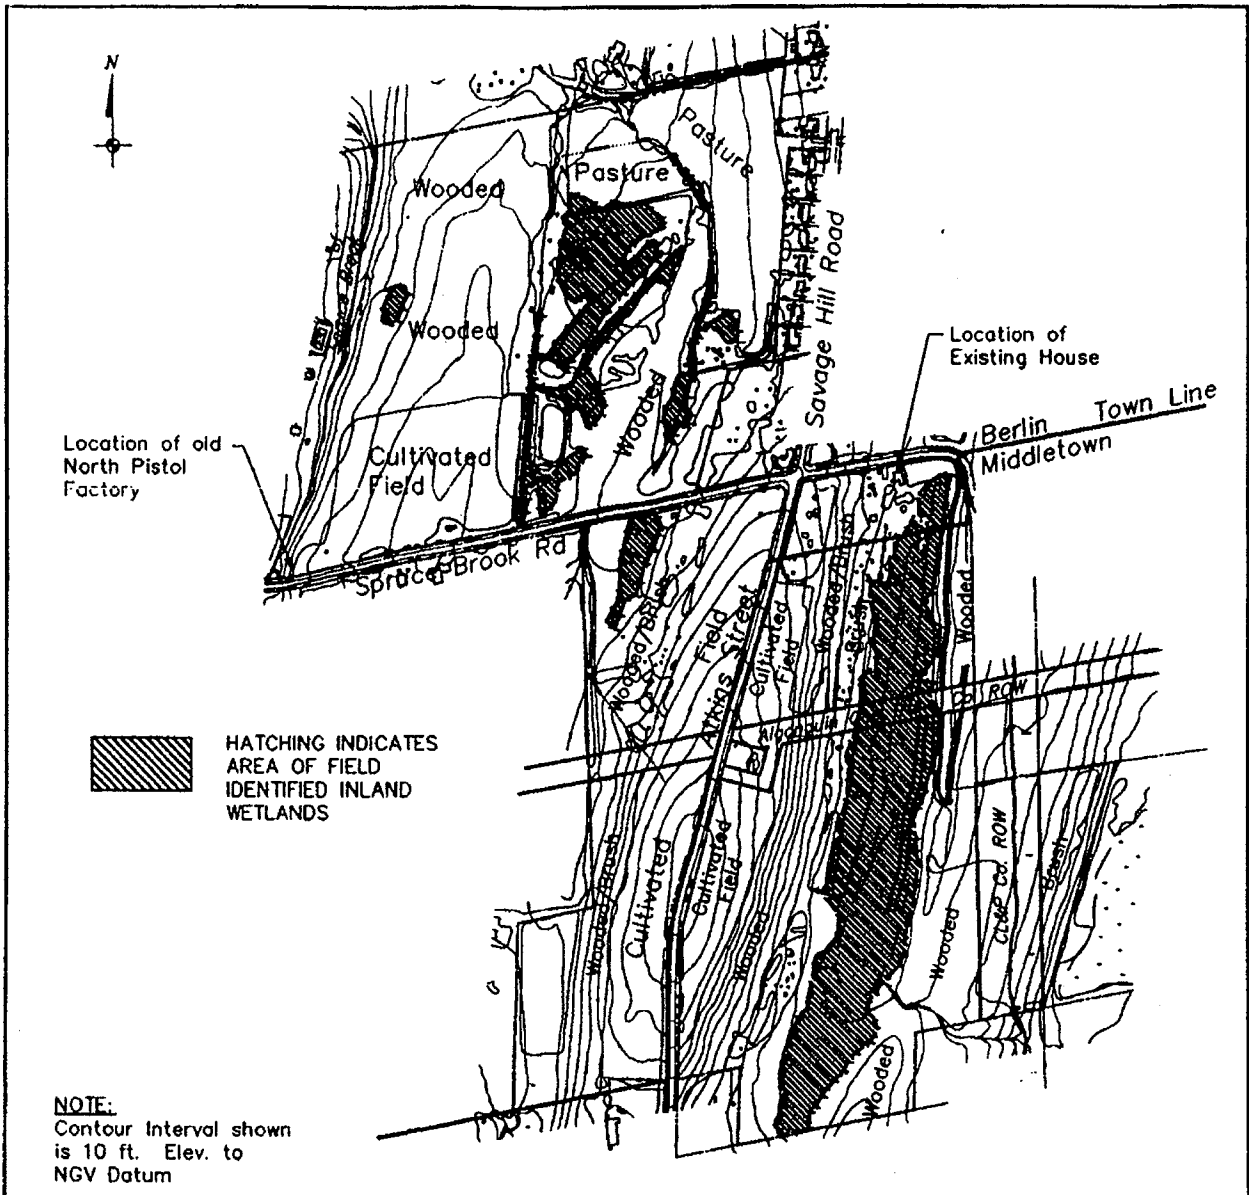 N
Pasture
Pasture
Wooded
Wooded
Savage Hill Road
Location of
Existing House
Berlin Town Line
Middletown
Location of old
North Pistol
Factory
Cultivated
Field
Wooded
Spruce Brook Rd
Wooded/Brush
Field
Atkins Street
Cultivated
Field
Wooded/Brush
Brush
Wooded
ROW
Algonquin
HATCHING INDICATES
AREA OF FIELD
IDENTIFIED INLAND
WETLANDS
Wooded/Brush
Cultivated
Cultivated
Field
Wooded
Wooded
CL&P Co. ROW
Brush
Wooded
NOTE:
Contour Interval shown
is 10 ft. Elev. to
NGV Datum